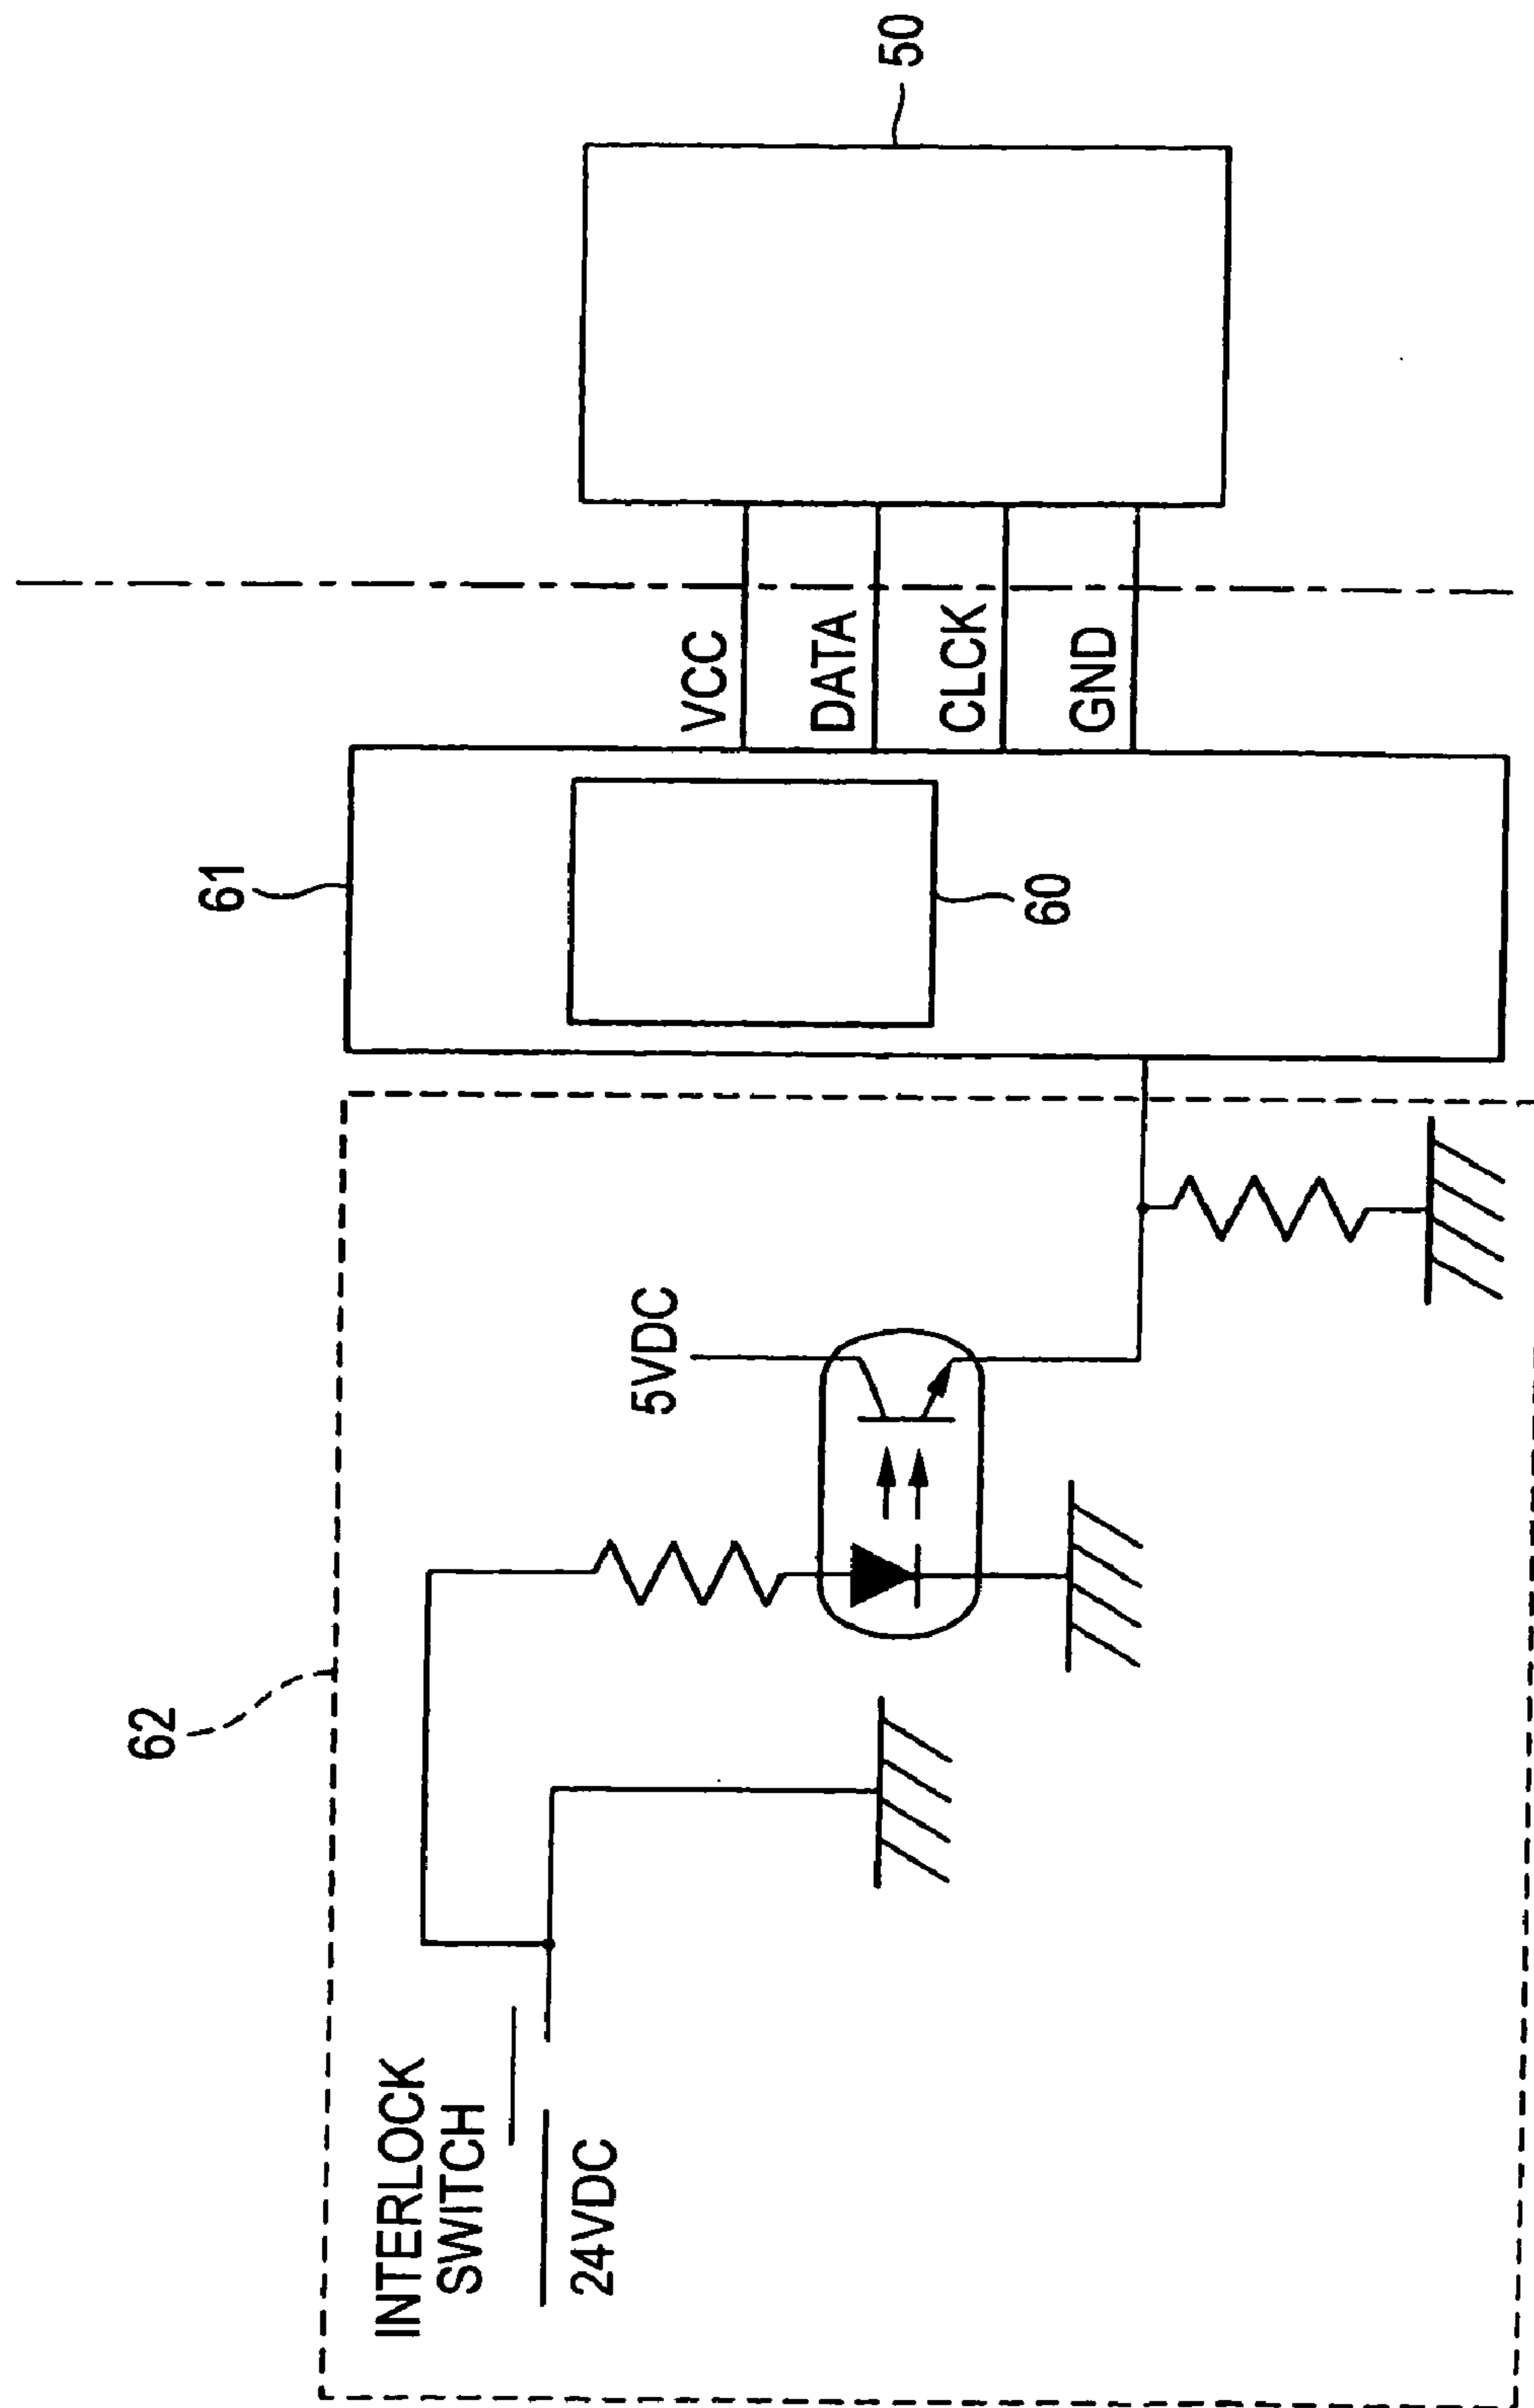 62
INTERLOCK
SWITCH
24VDC
5VDC
61
60
VCC
DATA
CLCK
GND
50